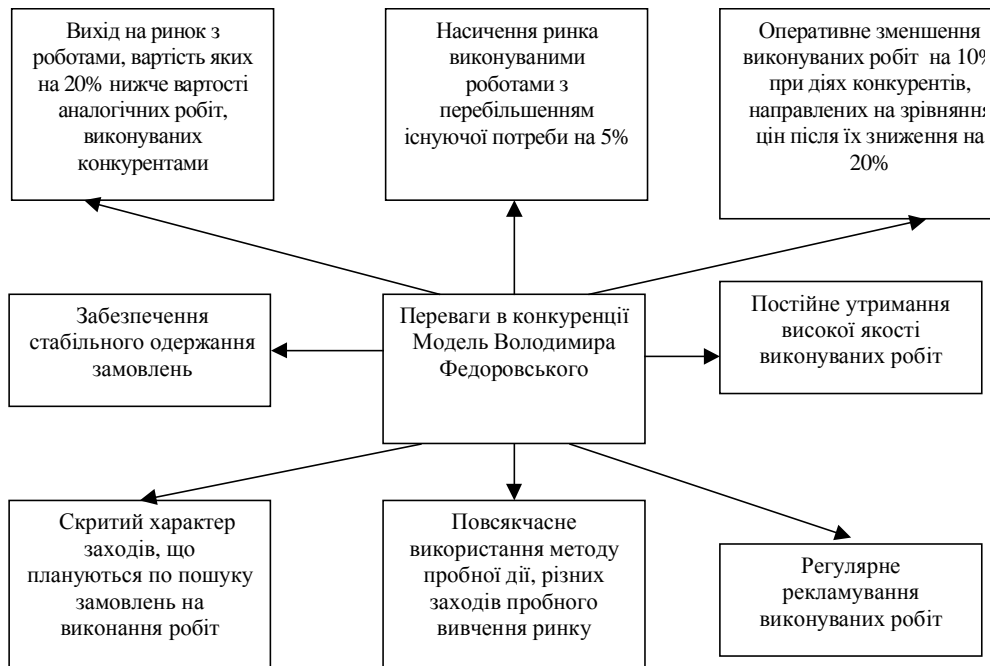 Вихід на ринок з
роботами, вартість яких
на 20% нижче вартості
аналогічних робіт,
виконуваних
конкурентами
Насичення ринка
виконуваними
роботами з
перебільшенням
існуючої потреби на 5%
Оперативне зменшення
виконуваних робіт на 10%
при діях конкурентів,
направлених на зрівняння
цін після їх зниження на
20%
Забезпечення
стабільного одержання
замовлень
Переваги в конкуренції
Модель Володимира
Федоровського
Постійне утримання
високої якості
виконуваних робіт
Скритий характер
заходів, що
плануються по пошуку
замовлень на
виконання робіт
Повсякчасне
використання методу
пробної дії, різних
заходів пробного
вивчення ринку
Регулярне
рекламування
виконуваних робіт